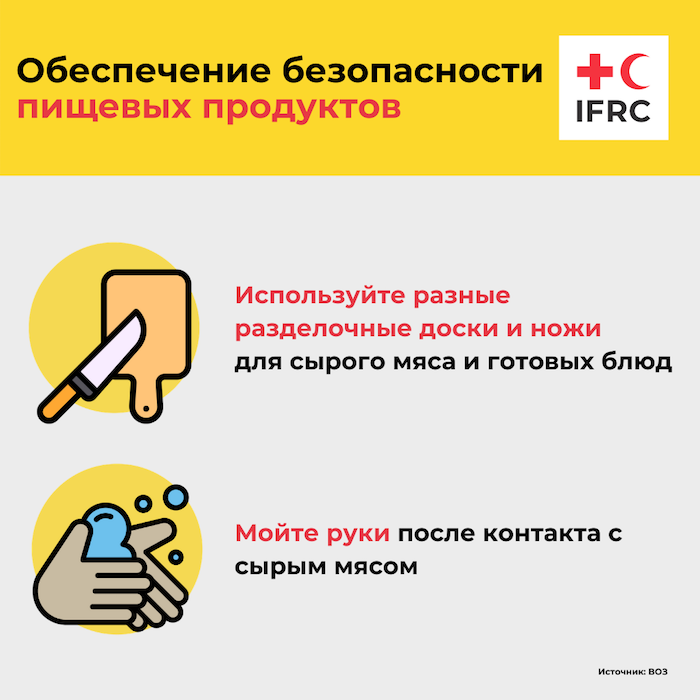 Обеспечение безопасности
пищевых продуктов
IFRC
Используйте разные
разделочные доски и ножи
для сырого мяса и готовых блюд
Мойте руки после контакта с
сырым мясом
Источник: ВОЗ